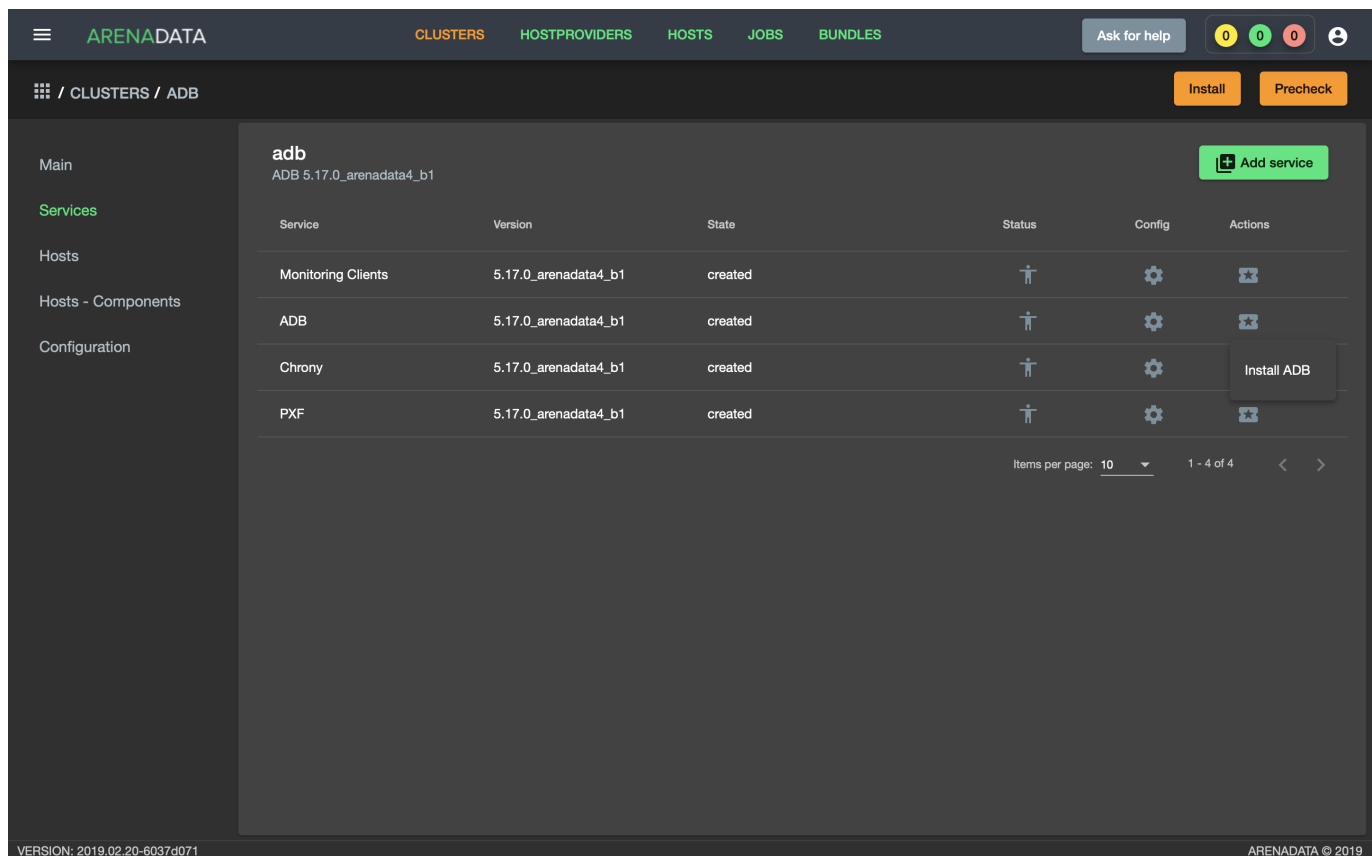 ARENADATA CLUSTERS HOSTPROVIDERS HOSTS JOBS BUNDLES Ask for help 0 0 0
/ CLUSTERS / ADB Install Precheck
Main
Services
Hosts
Hosts - Components
Configuration
adb
ADB 5.17.0_arenadata4_b1
Add service
Service Version State Status Config Actions
Monitoring Clients 5.17.0_arenadata4_b1 created
ADB 5.17.0_arenadata4_b1 created
Chrony 5.17.0_arenadata4_b1 created
Install ADB
PXF 5.17.0_arenadata4_b1 created
Items per page: 10 1 - 4 of 4
VERSION: 2019.02.20-6037d071 ARENADATA © 2019